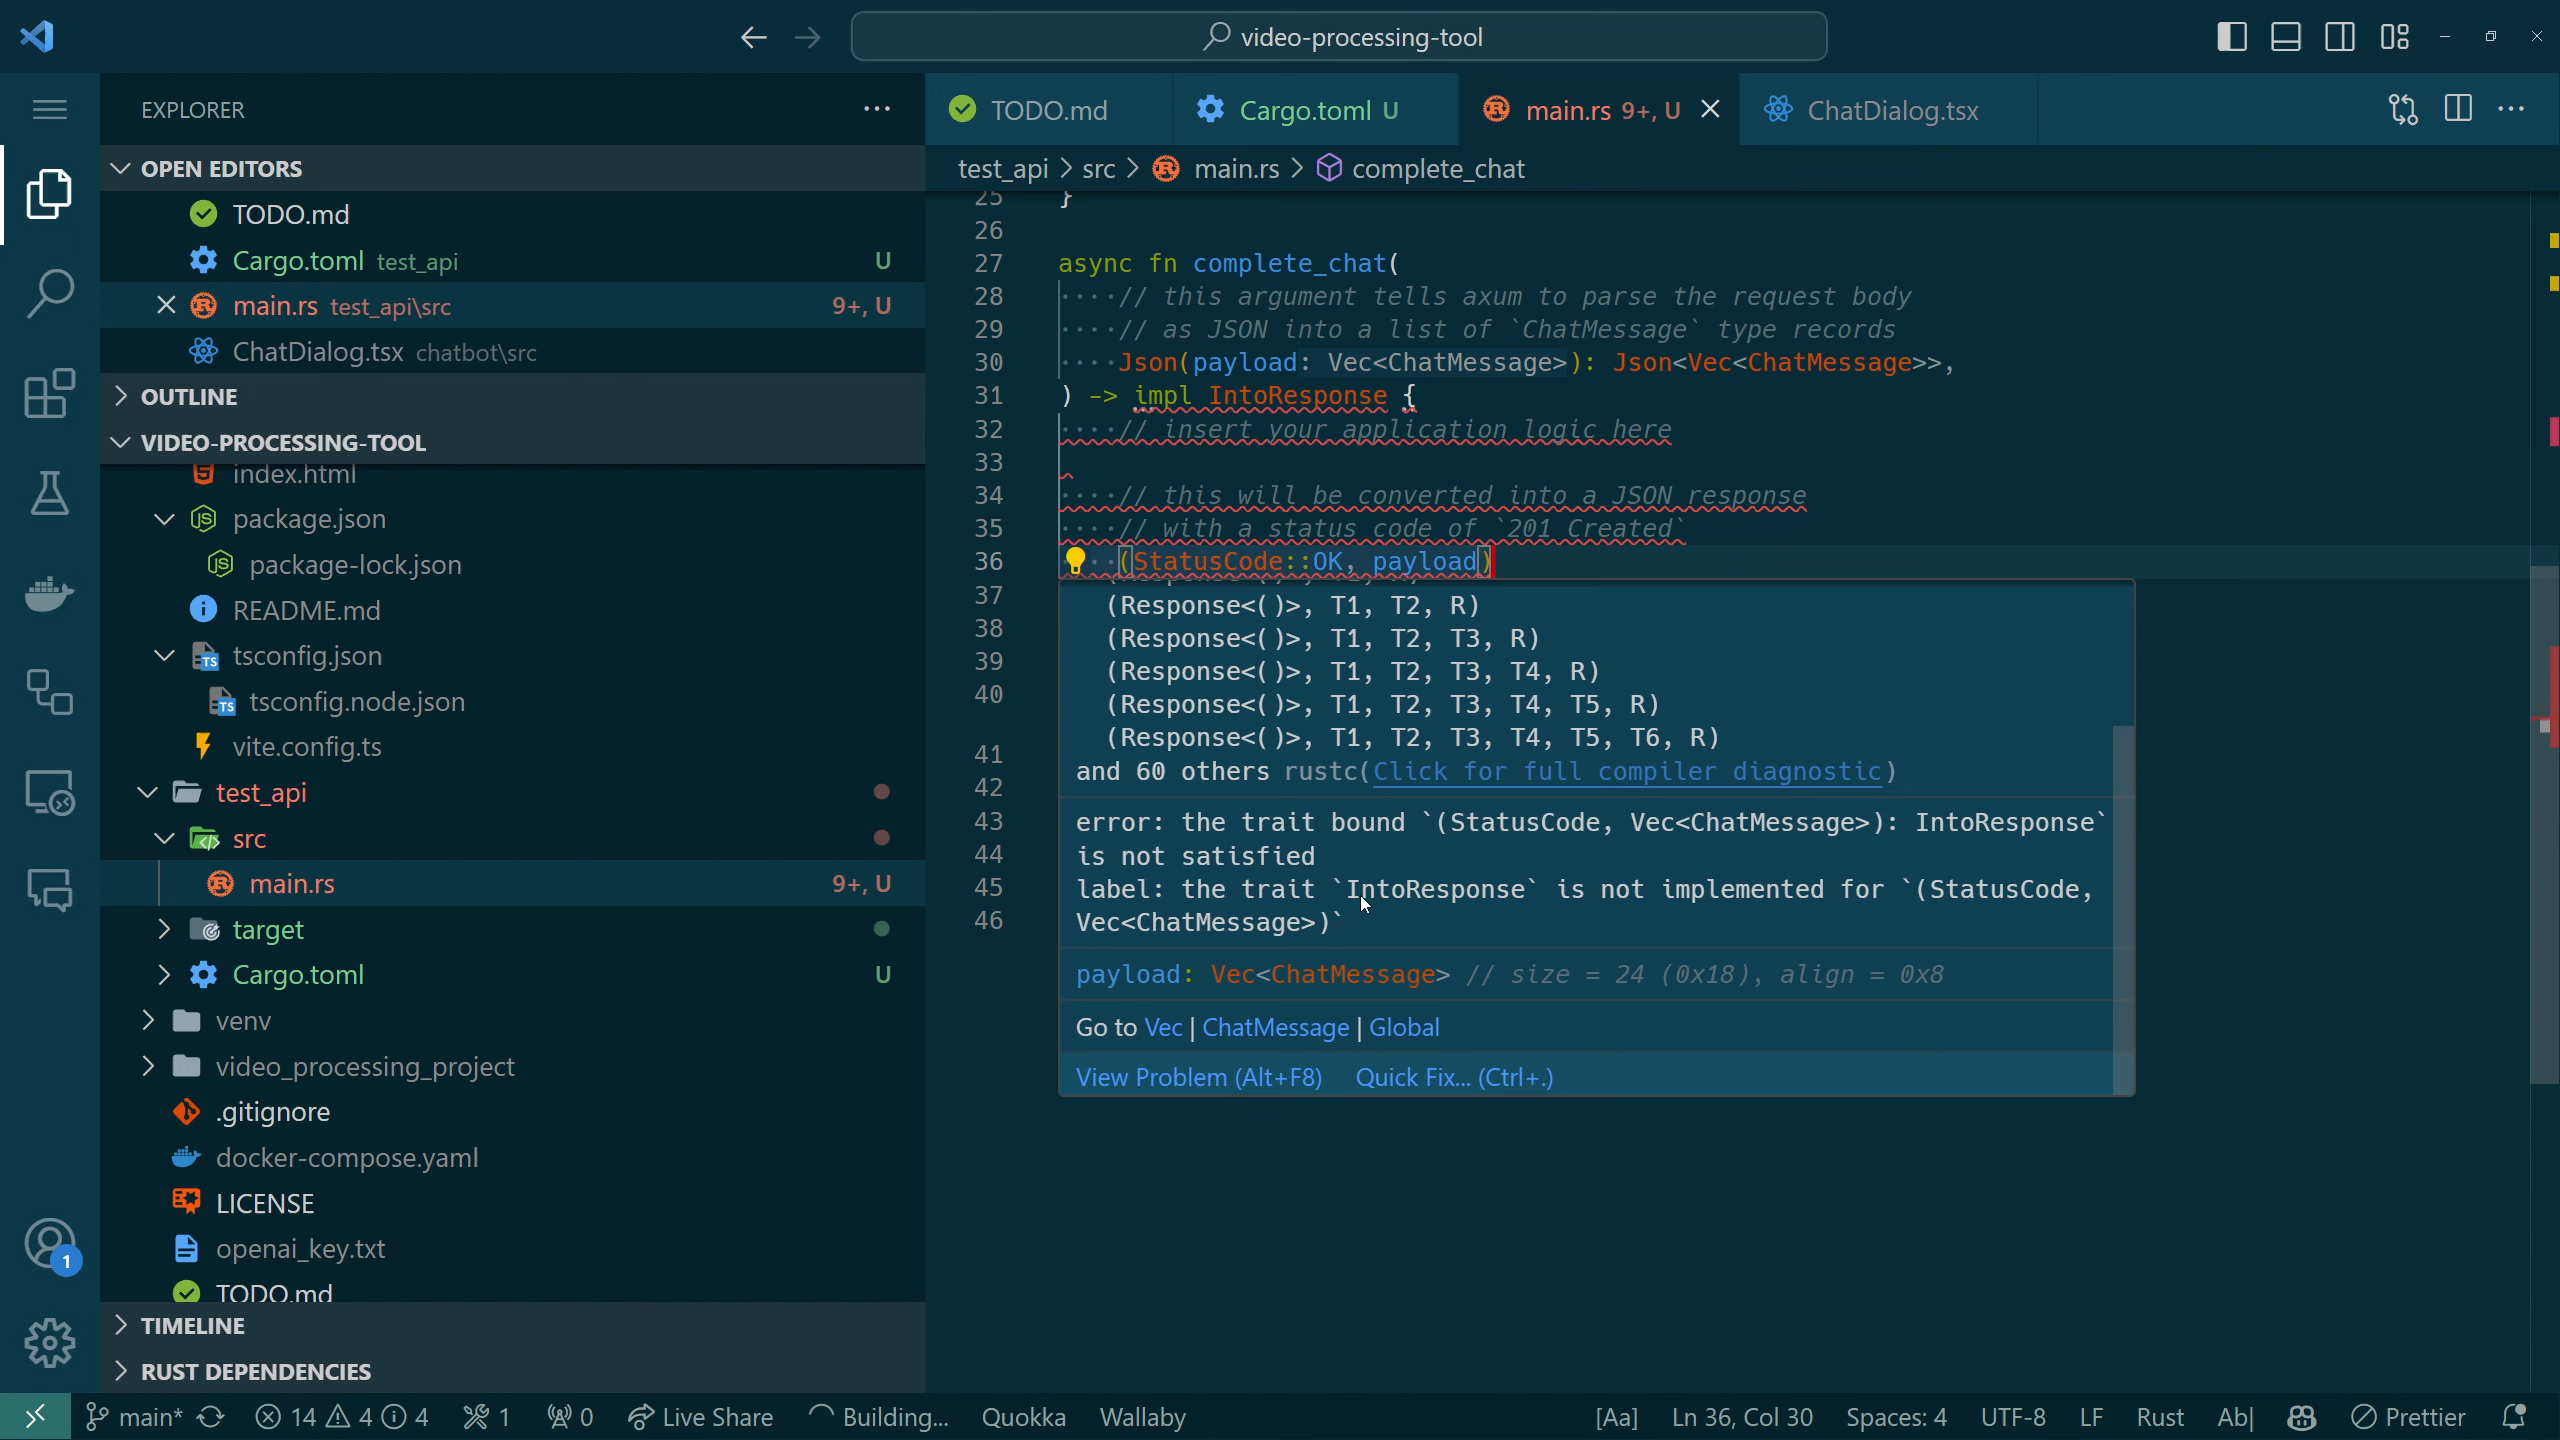 video-processing-tool
EXPLORER
OPEN EDITORS
TODO.md
Cargo.toml test_api U
main.rs test_api\src 9+, U
ChatDialog.tsx chatbot\src
OUTLINE
VIDEO-PROCESSING-TOOL
index.html
package.json
package-lock.json
README.md
tsconfig.json
tsconfig.node.json
vite.config.ts
test_api
src
main.rs 9+, U
target
Cargo.toml U
venv
video_processing_project
.gitignore
docker-compose.yaml
LICENSE
openai_key.txt
TODO.md
TIMELINE
RUST DEPENDENCIES
1
TODO.md Cargo.toml U main.rs 9+, U ChatDialog.tsx
test_api > src > main.rs > complete_chat
25 }
26
27 async fn complete_chat(
28 ····// this argument tells axum to parse the request body
29 ····// as JSON into a list of `ChatMessage` type records
30 ····Json(payload: Vec<ChatMessage>): Json<Vec<ChatMessage>>,
31 ) -> impl IntoResponse {
32 ····// insert your application logic here
33
34 ····// this will be converted into a JSON response
35 ····// with a status code of `201 Created`
36 (StatusCode::OK, payload)
37
38
39
40
41
42
43
44
45
46
(Response<()>, T1, T2, R)
(Response<()>, T1, T2, T3, R)
(Response<()>, T1, T2, T3, T4, R)
(Response<()>, T1, T2, T3, T4, T5, R)
(Response<()>, T1, T2, T3, T4, T5, T6, R)
and 60 others rustc(Click for full compiler diagnostic)
error: the trait bound `(StatusCode, Vec<ChatMessage>): IntoResponse`
is not satisfied
label: the trait `IntoResponse` is not implemented for `(StatusCode,
Vec<ChatMessage>)`
payload: Vec<ChatMessage> // size = 24 (0x18), align = 0x8
Go to Vec | ChatMessage | Global
View Problem (Alt+F8) Quick Fix... (Ctrl+.)
main* 14 4 4 1 0 Live Share Building... Quokka Wallaby [Aa] Ln 36, Col 30 Spaces: 4 UTF-8 LF Rust Ab| Prettier